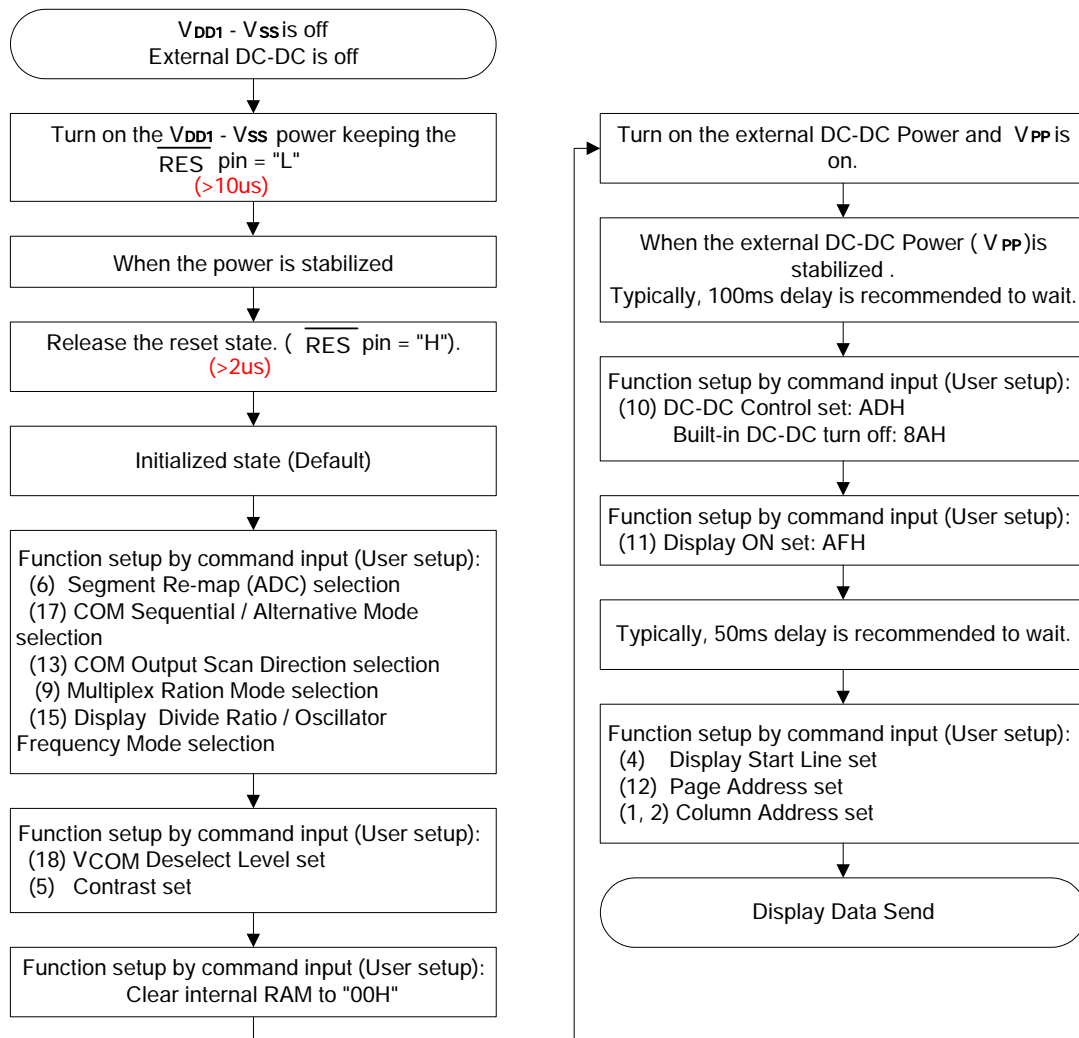 VDD1 - VSS is off
External DC-DC is off
Turn on the VDD1 - VSS power keeping the
RES pin = "L"
(>10us)
When the power is stabilized
Release the reset state. ( RES pin = "H").
(>2us)
Initialized state (Default)
Function setup by command input (User setup):
(6) Segment Re-map (ADC) selection
(17) COM Sequential / Alternative Mode
selection
(13) COM Output Scan Direction selection
(9) Multiplex Ration Mode selection
(15) Display Divide Ratio / Oscillator
Frequency Mode selection
Function setup by command input (User setup):
(18) VCOM Deselect Level set
(5) Contrast set
Function setup by command input (User setup):
Clear internal RAM to "00H"
Turn on the external DC-DC Power and VPP is
on.
When the external DC-DC Power ( VPP)is
stabilized .
Typically, 100ms delay is recommended to wait.
Function setup by command input (User setup):
(10) DC-DC Control set: ADH
Built-in DC-DC turn off: 8AH
Function setup by command input (User setup):
(11) Display ON set: AFH
Typically, 50ms delay is recommended to wait.
Function setup by command input (User setup):
(4) Display Start Line set
(12) Page Address set
(1, 2) Column Address set
Display Data Send